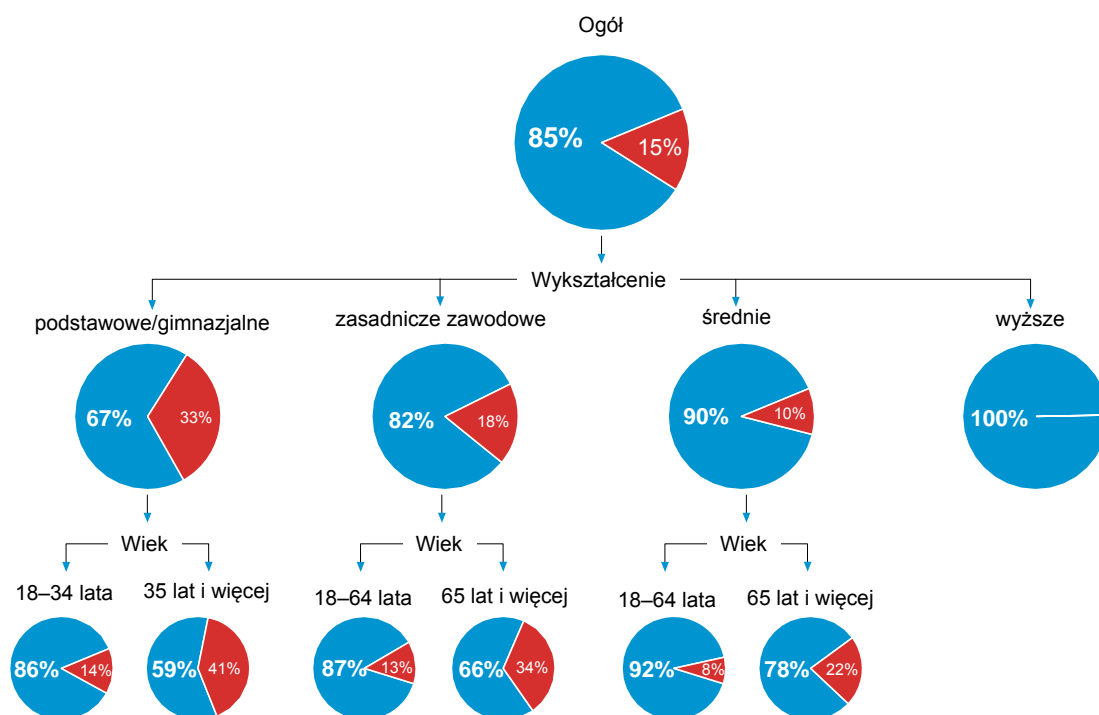 Ogół
85%
15%
Wykształcenie
podstawowe/gimnazjalne
zasadnicze zawodowe
średnie
wyższe
67%
33%
82%
18%
90%
10%
100%
Wiek
Wiek
Wiek
18–34 lata
35 lat i więcej
18–64 lata
65 lat i więcej
18–64 lata
65 lat i więcej
86%
14%
59%
41%
87%
13%
66%
34%
92%
8%
78%
22%